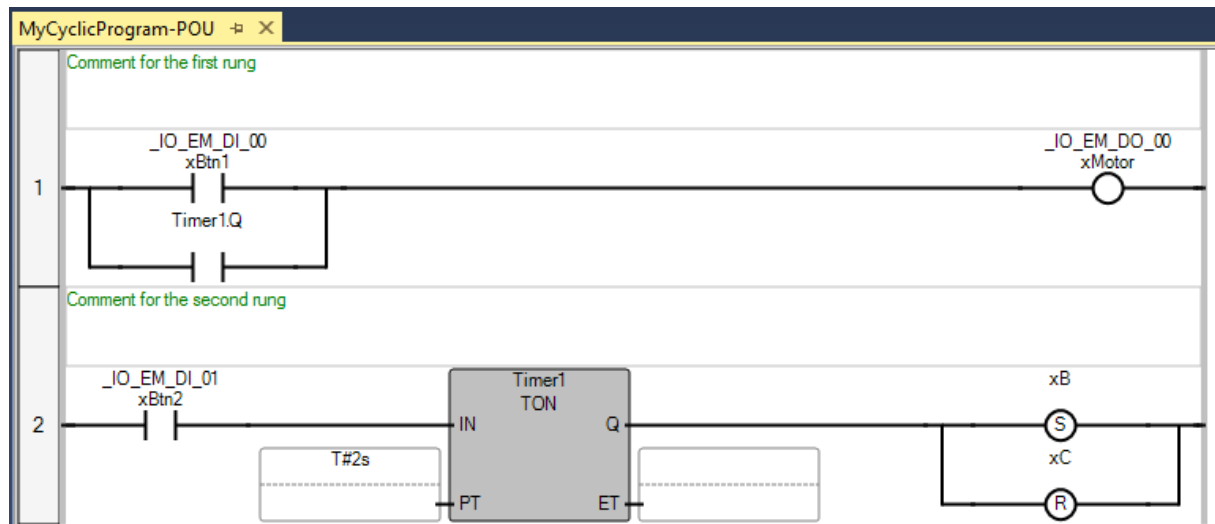 MyCyclicProgram-POU
Comment for the first rung
_IO_EM_DI_00
xBtn1
_IO_EM_DO_00
xMotor
1
Timer1.Q
Comment for the second rung
_IO_EM_DI_01
xBtn2
Timer1
TON
xB
2
IN
Q
S
T#2s
xC
PT
ET
R